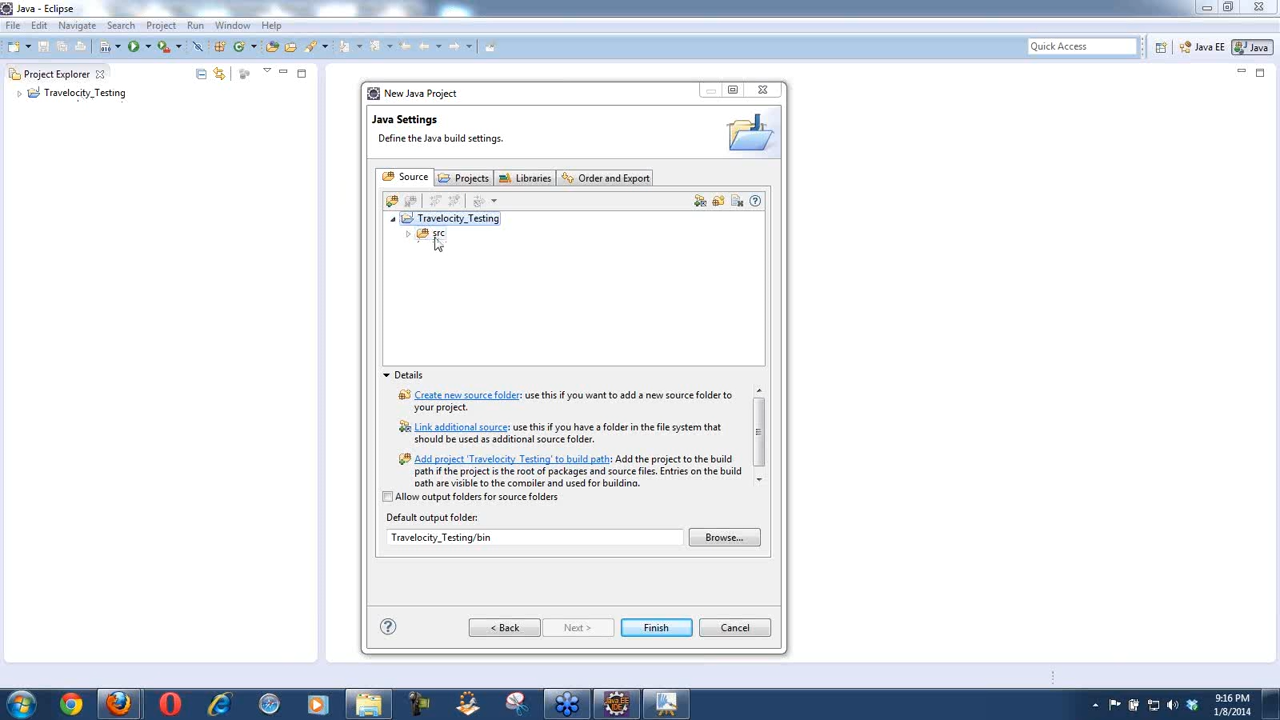 Java - Eclipse
File Edit Navigate Search Project Run Window Help
Quick Access
Java EE
Java
Project Explorer
Travelocity_Testing
New Java Project
Java Settings
Define the Java build settings.
Source Projects Libraries Order and Export
Travelocity_Testing
src
Details
Create new source folder: use this if you want to add a new source folder to
your project.
Link additional source: use this if you have a folder in the file system that
should be used as additional source folder.
Add project 'Travelocity_Testing' to build path: Add the project to the build
path if the project is the root of packages and source files. Entries on the build
path are visible to the compiler and used for building.
Allow output folders for source folders
Default output folder:
Travelocity_Testing/bin
Browse...
< Back Next > Finish Cancel
9:16 PM
1/8/2014